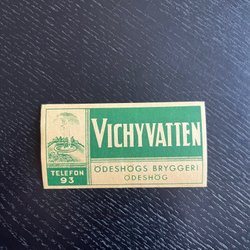 VICHYVATTEN
ÖDESHÖGS BRYGGERI
ÖDESHÖG
TELEFON
93